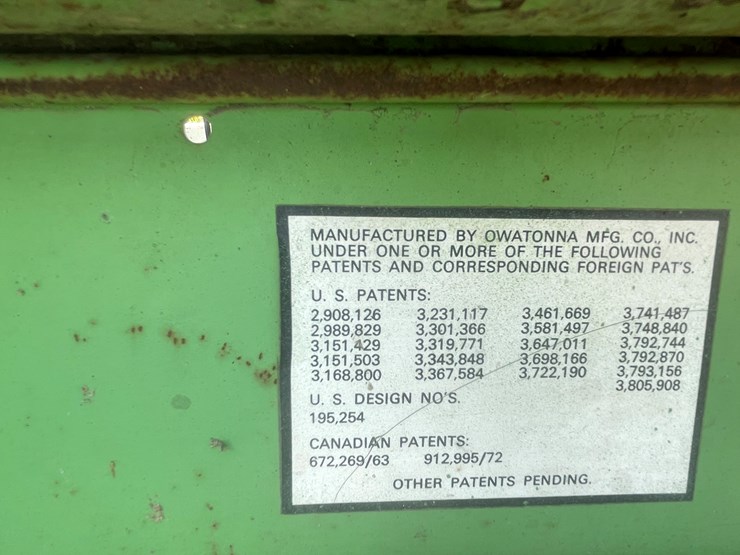 MANUFACTURED BY OWATONNA MFG. CO., INC.
UNDER ONE OR MORE OF THE FOLLOWING
PATENTS AND CORRESPONDING FOREIGN PAT'S.
U. S. PATENTS:
2,908,126 3,231,117 3,461,669 3,741,487
2,989,829 3,301,366 3,581,497 3,748,840
3,151,429 3,319,771 3,647,011 3,792,744
3,151,503 3,343,848 3,698,166 3,792,870
3,168,800 3,367,584 3,722,190 3,793,156
3,805,908
U. S. DESIGN NO'S.
195,254
CANADIAN PATENTS:
672,269/63 912,995/72
OTHER PATENTS PENDING.